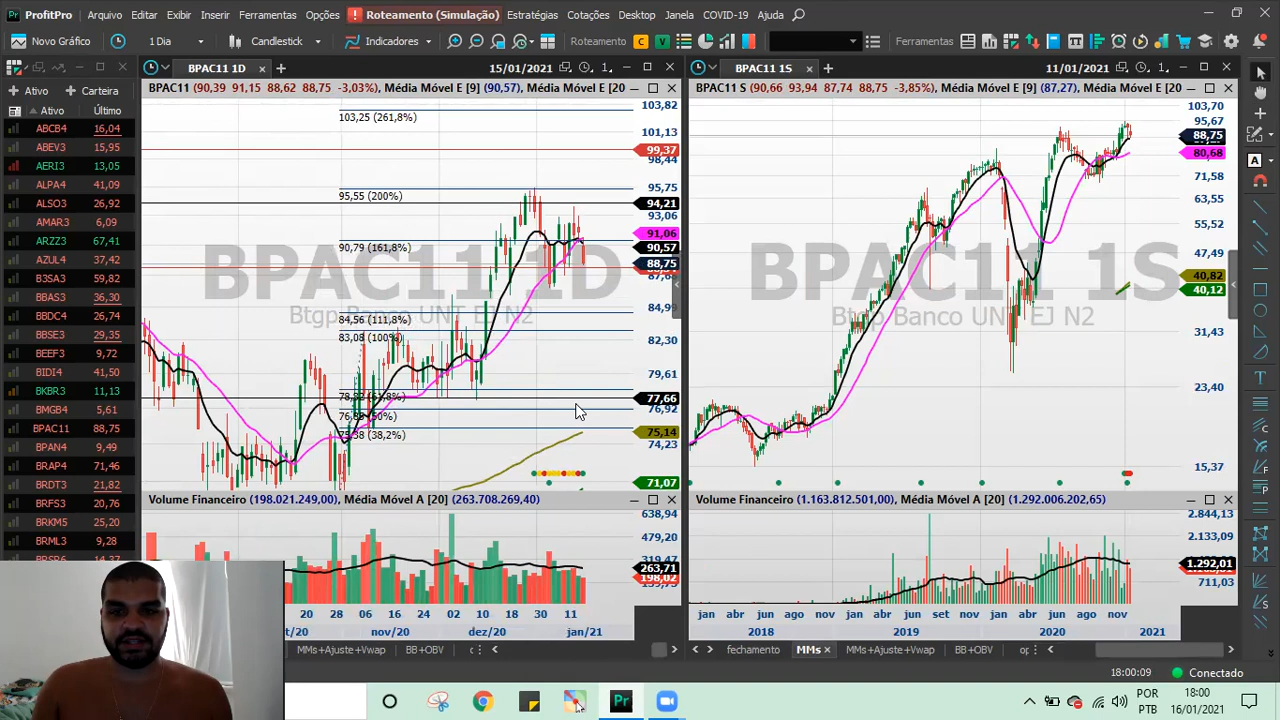 ProfitPro Arquivo Editar Exibir Inserir Ferramentas Opções Roteamento (Simulação) Estratégias Cotações Desktop Janela COVID-19 Ajuda
Novo Gráfico 1 Dia Candlestick Indicadores Roteamento C V Ferramentas
BPAC11 1D 15/01/2021 1
BPAC11 1S 11/01/2021 1
Ativo Carteira
BPAC11 (90,39 91,15 88,62 88,75 -3,03%), Média Móvel E [9] (90,57), Média Móvel E [20
BPAC11 S (90,66 93,94 87,74 88,75 -3,85%), Média Móvel E [9] (87,27), Média Móvel E [20
Ativo Último
ABCB4 16,04
ABEV3 15,95
AERI3 13,05
ALPA4 41,09
ALSO3 26,92
AMAR3 6,09
ARZZ3 67,41
AZUL4 37,42
B3SA3 59,82
BBAS3 36,30
BBDC4 26,74
BBSE3 29,35
BEEF3 9,72
BIDI4 41,50
BKBR3 11,13
BMGB4 5,61
BPAC11 88,75
BPAN4 9,49
BRAP4 71,46
BRDT3 21,82
BRFS3 20,76
BRKM5 25,20
BRML3 9,28
BPAC11 1D
Btgp Banco UNT EJ N2
103,25 (261,8%)
95,55 (200%)
90,79 (161,8%)
84,56 (111,8%)
83,08 (100%)
75,38 (38,2%)
103,82
101,13
99,37
98,44
95,75
94,21
93,06
91,06
90,57
88,75
84,99
82,30
79,61
77,66
76,92
75,14
74,23
71,07
BPAC11 1S
Btgp Banco UNT EJ N2
103,70
95,67
88,75
80,68
71,58
63,55
55,52
47,49
40,82
40,12
31,43
23,40
15,37
Volume Financeiro (198.021.249,00), Média Móvel A [20] (263.708.269,40)
638,94
479,20
263,71
198,02
20 28 06 16 24 02 10 18 30 11
nov/20 dez/20 jan/21
Volume Financeiro (1.163.812.501,00), Média Móvel A [20] (1.292.006.202,65)
2.844,13
2.133,09
1.292,01
711,03
jan abr jun ago nov jan abr jun set nov jan abr jun ago nov
2018 2019 2020 2021
MMs+Ajuste+Vwap BB+OBV
fechamento MMs MMs+Ajuste+Vwap BB+OBV
18:00:09 Conectado
POR
PTB
18:00
16/01/2021